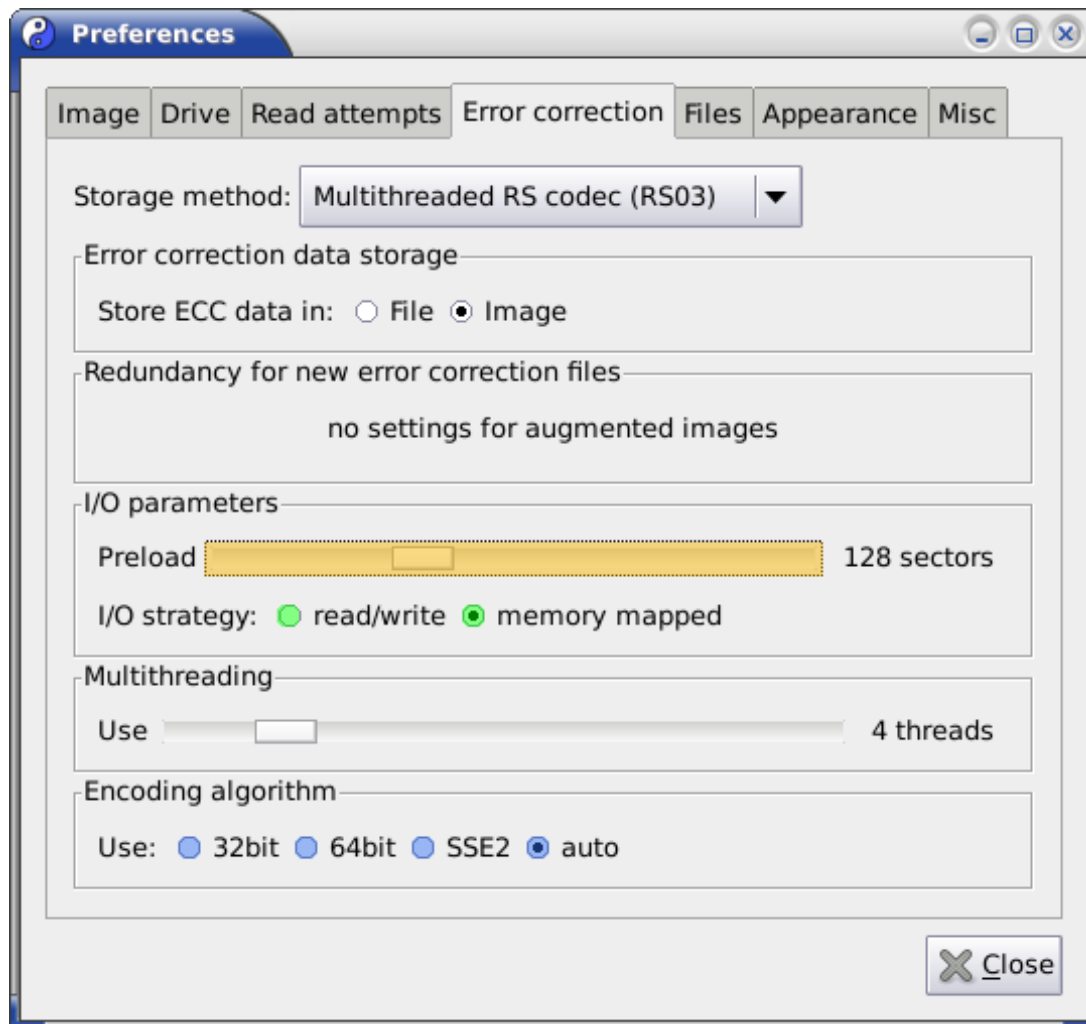 Preferences
Image Drive Read attempts Error correction Files Appearance Misc
Storage method: Multithreaded RS codec (RS03)
Error correction data storage
Store ECC data in: File Image
Redundancy for new error correction files
no settings for augmented images
I/O parameters
Preload 128 sectors
I/O strategy: read/write memory mapped
Multithreading
Use 4 threads
Encoding algorithm
Use: 32bit 64bit SSE2 auto
Close